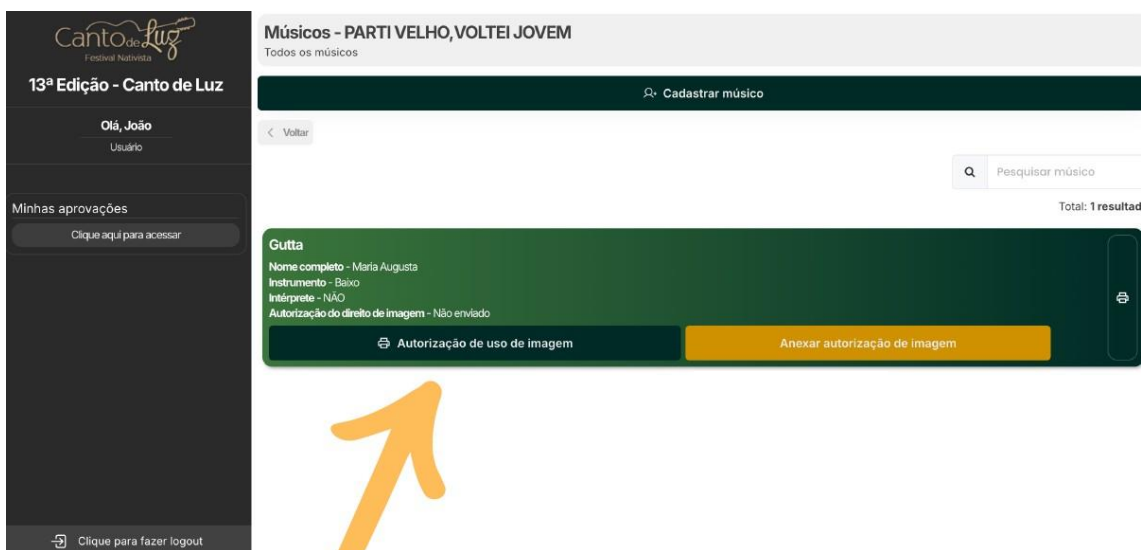 Canto de Luz
Festival Nativista
13ª Edição - Canto de Luz
Olá, João
Usuário
Minhas aprovações
Clique aqui para acessar
Clique para fazer logout
Músicos - PARTI VELHO,VOLTEI JOVEM
Todos os músicos
Cadastrar músico
Voltar
Pesquisar músico
Total: 1 resultad
Gutta
Nome completo - Maria Augusta
Instrumento - Baixo
Intérprete - NÃO
Autorização do direito de imagem - Não enviado
Autorização de uso de imagem
Anexar autorização de imagem